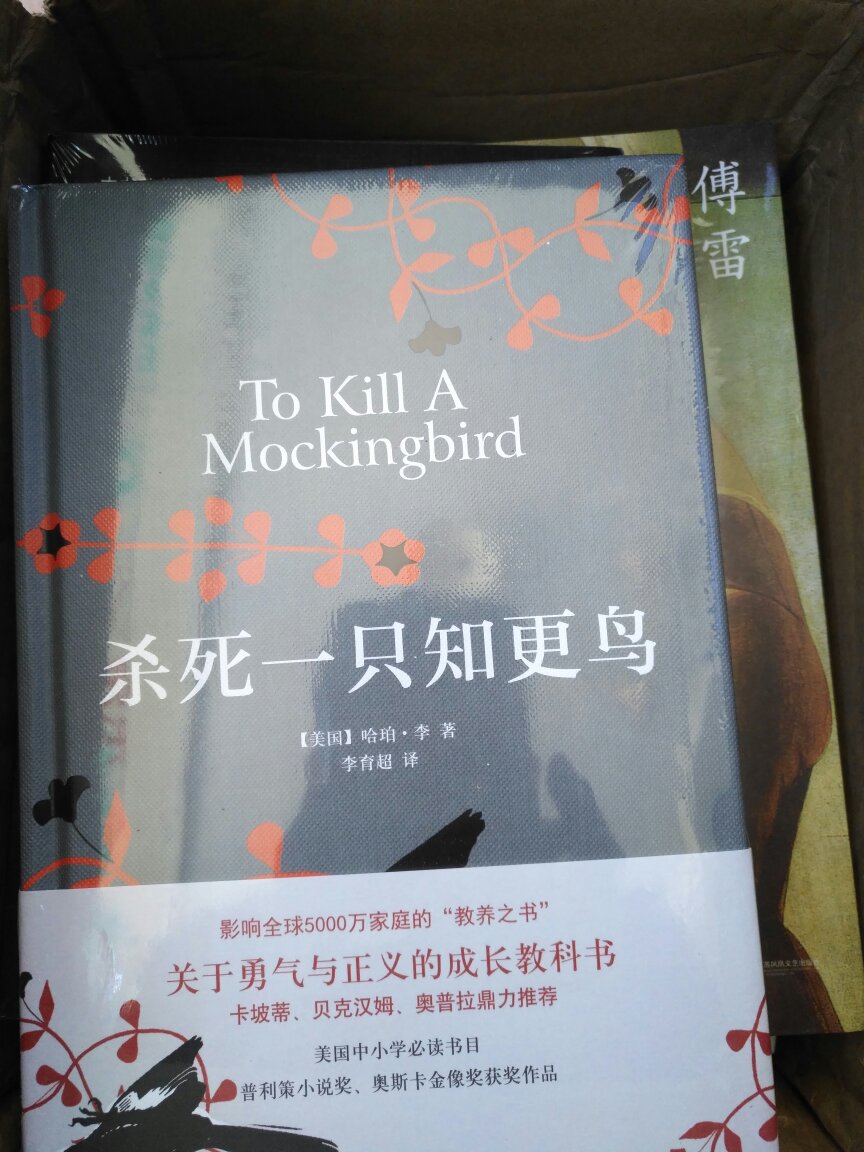 傅
雷
To Kill A
Mockingbird
杀死一只知更鸟
【美国】哈珀·李 著
李育超 译
影响全球5000万家庭的“教养之书”
关于勇气与正义的成长教科书
卡坡蒂、贝克汉姆、奥普拉鼎力推荐
美国中小学必读书目
普利策小说奖、奥斯卡金像奖获奖作品